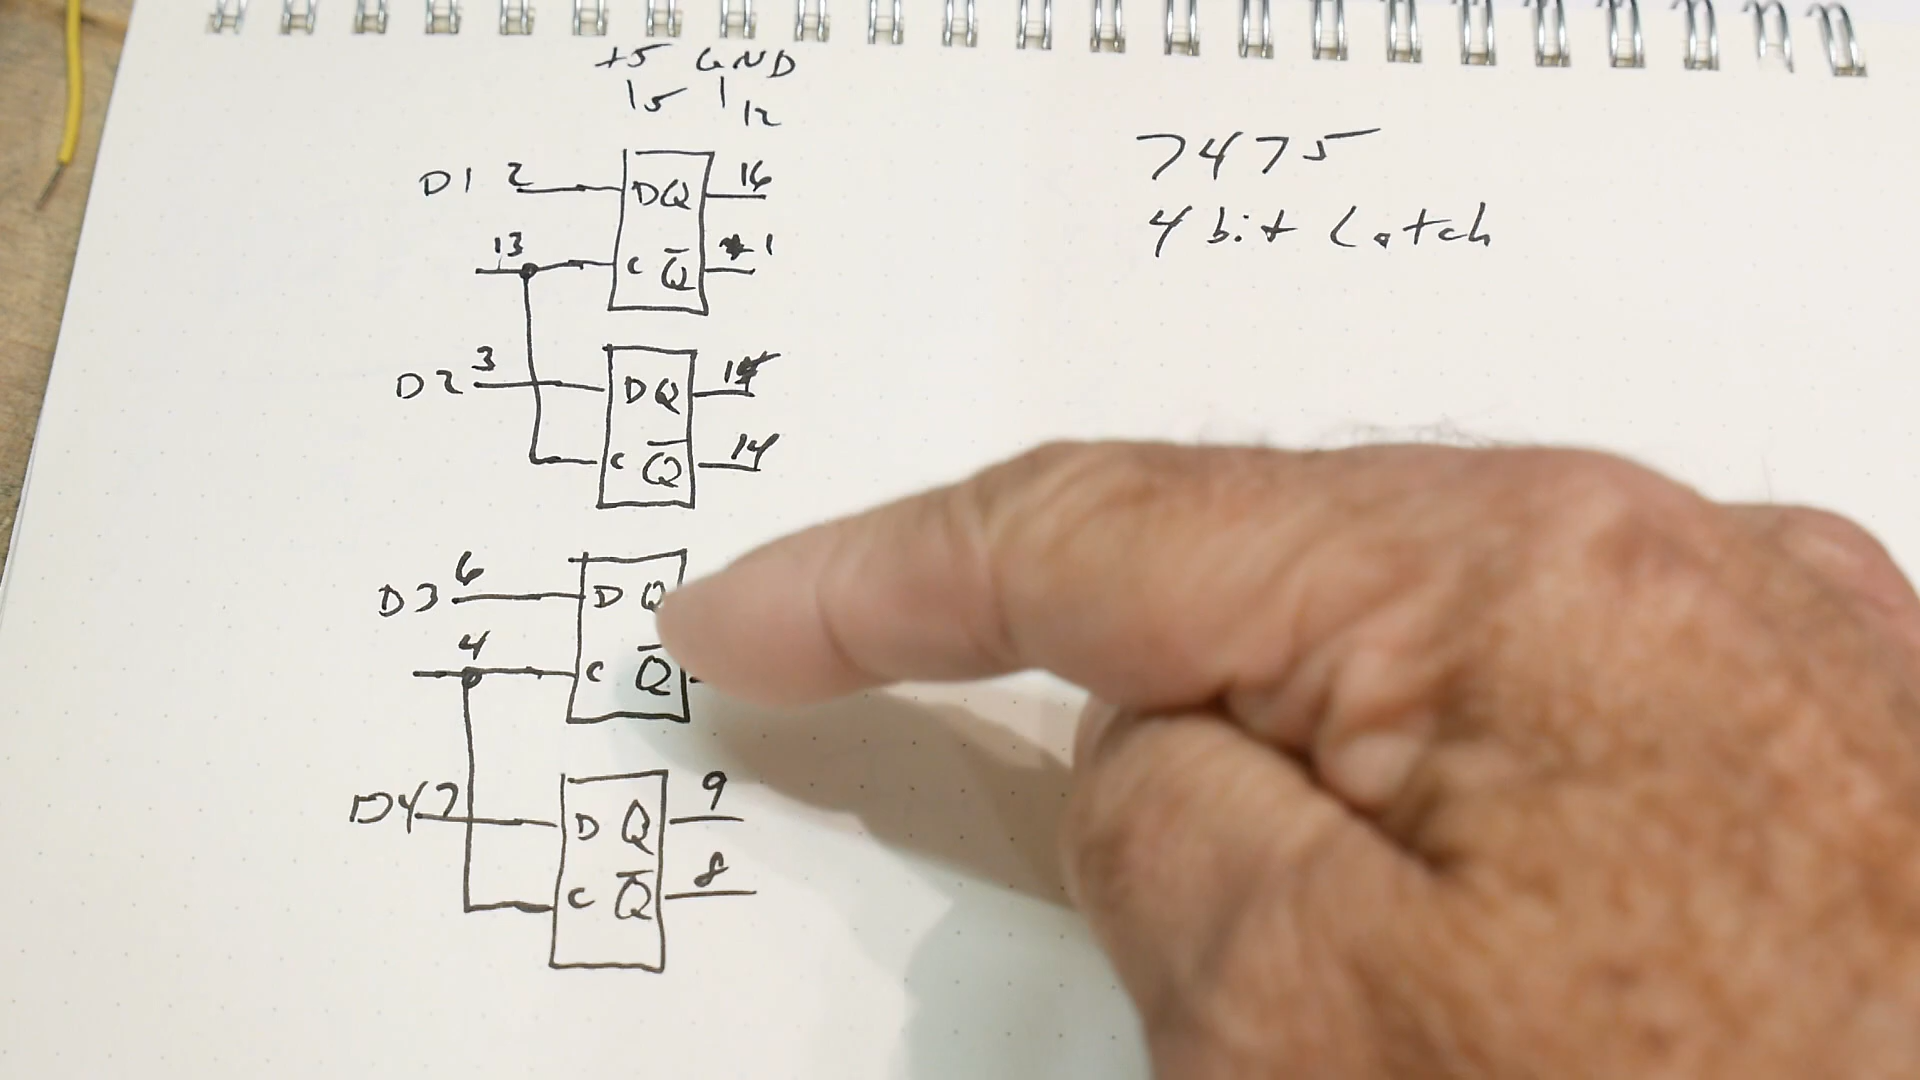 +5 GND
15 12
7475
4 bit Latch
D1 2 DQ 16
13 C Q̅ 1
D2 3 DQ
C Q̅ 14
D3 6 D Q
4 C Q̅
D4 7 D Q 9
C Q̅ 8